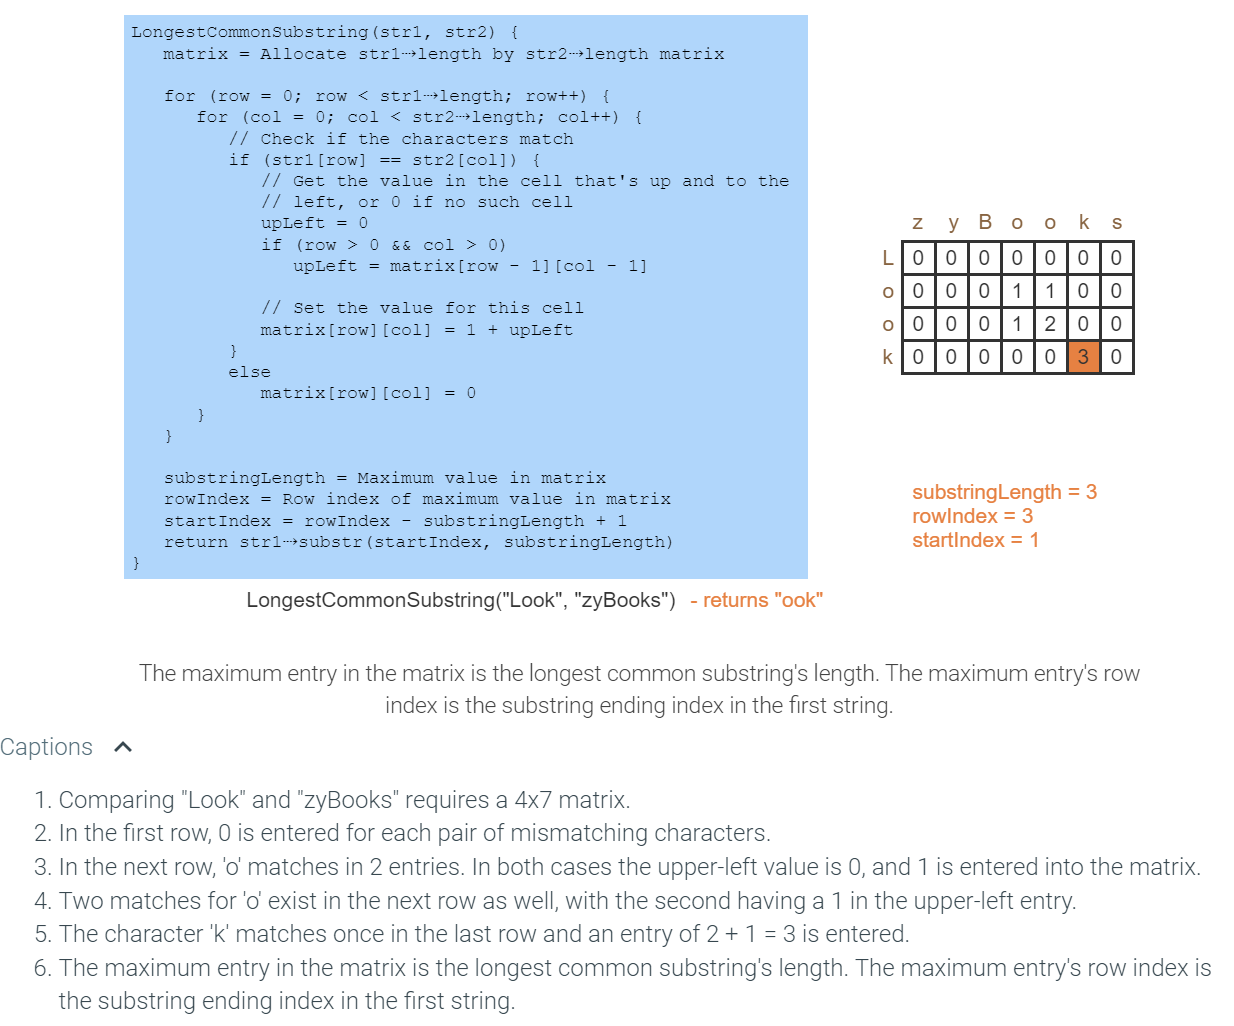 LongestCommonSubstring(str1, str2) {
matrix = Allocate str1⇢length by str2⇢length matrix
for (row = 0; row < str1⇢length; row++) {
for (col = 0; col < str2⇢length; col++) {
// Check if the characters match
if (str1[row] == str2[col]) {
// Get the value in the cell that's up and to the
// left, or 0 if no such cell
upLeft = 0
if (row > 0 && col > 0)
upLeft = matrix[row - 1][col - 1]
// Set the value for this cell
matrix[row][col] = 1 + upLeft
}
else
matrix[row][col] = 0
}
}
substringLength = Maximum value in matrix
rowIndex = Row index of maximum value in matrix
startIndex = rowIndex - substringLength + 1
return str1⇢substr(startIndex, substringLength)
}
z y B o o k s
L 0 0 0 0 0 0 0
o 0 0 0 1 1 0 0
o 0 0 0 1 2 0 0
k 0 0 0 0 0 3 0
substringLength = 3
rowIndex = 3
startIndex = 1
LongestCommonSubstring("Look", "zyBooks") - returns "ook"
The maximum entry in the matrix is the longest common substring's length. The maximum entry's row
index is the substring ending index in the first string.
Captions
1. Comparing "Look" and "zyBooks" requires a 4x7 matrix.
2. In the first row, 0 is entered for each pair of mismatching characters.
3. In the next row, 'o' matches in 2 entries. In both cases the upper-left value is 0, and 1 is entered into the matrix.
4. Two matches for 'o' exist in the next row as well, with the second having a 1 in the upper-left entry.
5. The character 'k' matches once in the last row and an entry of 2 + 1 = 3 is entered.
6. The maximum entry in the matrix is the longest common substring's length. The maximum entry's row index is
the substring ending index in the first string.